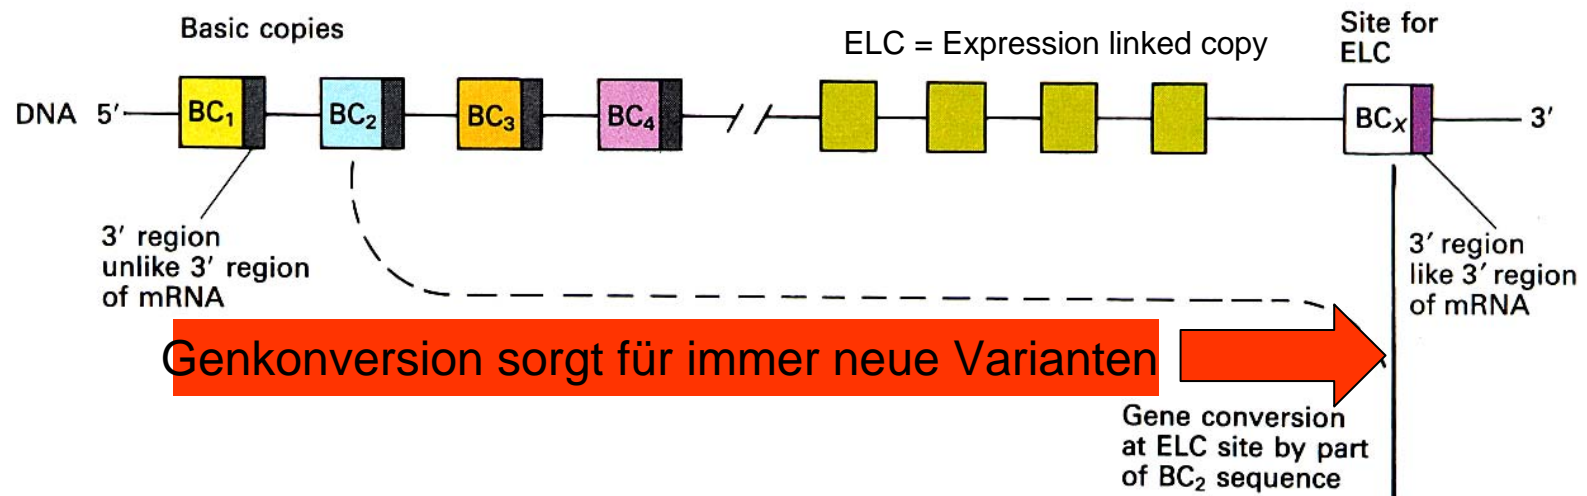 Basic copies
ELC = Expression linked copy
Site for
ELC
DNA 5′
BC₁
BC₂
BC₃
BC₄
BCₓ
3′
3′ region
unlike 3′ region
of mRNA
3′ region
like 3′ region
of mRNA
Genkonversion sorgt für immer neue Varianten
Gene conversion
at ELC site by part
of BC₂ sequence